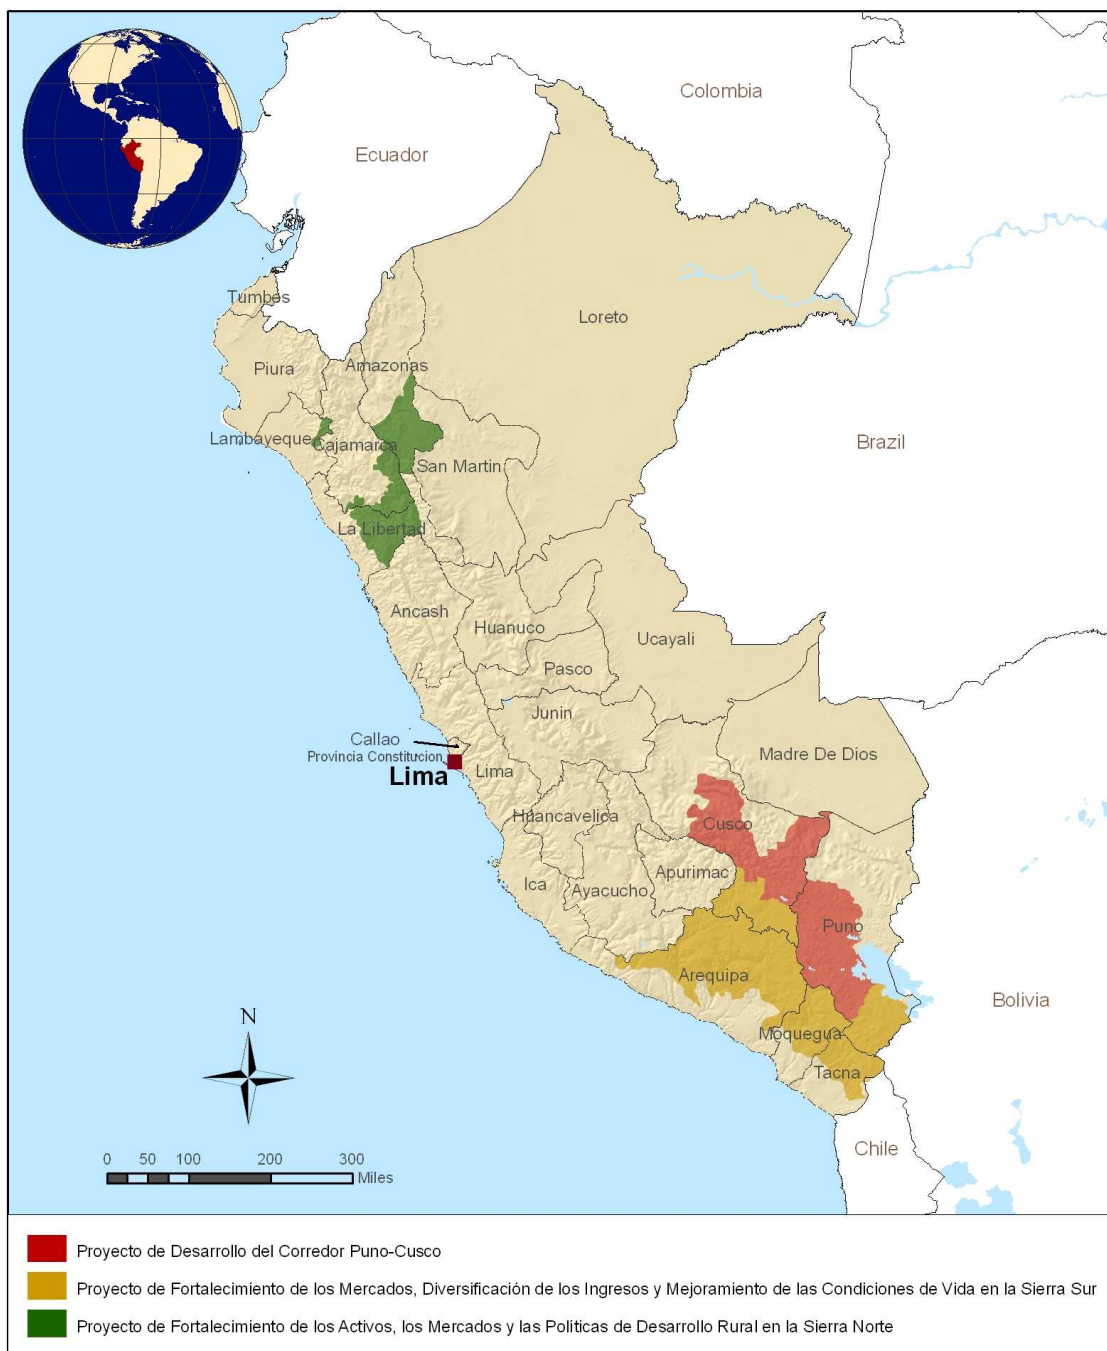 Colombia
Ecuador
Tumbes
Loreto
Piura
Amazonas
Lambayeque
Cajamarca
Brazil
San Martin
La Libertad
Ancash
Huanuco
Ucayali
Pasco
Junin
Callao
Provincia Constitucion
Lima
Lima
Madre De Dios
Huancavelica
Cusco
Apurimac
Ica
Ayacucho
Puno
Arequipa
Bolivia
N
Moquegua
Tacna
Chile
0 50 100 200 300
Miles
Proyecto de Desarrollo del Corredor Puno-Cusco
Proyecto de Fortalecimiento de los Mercados, Diversificación de los Ingresos y Mejoramiento de las Condiciones de Vida en la Sierra Sur
Proyecto de Fortalecimiento de los Activos, los Mercados y las Politicas de Desarrollo Rural en la Sierra Norte